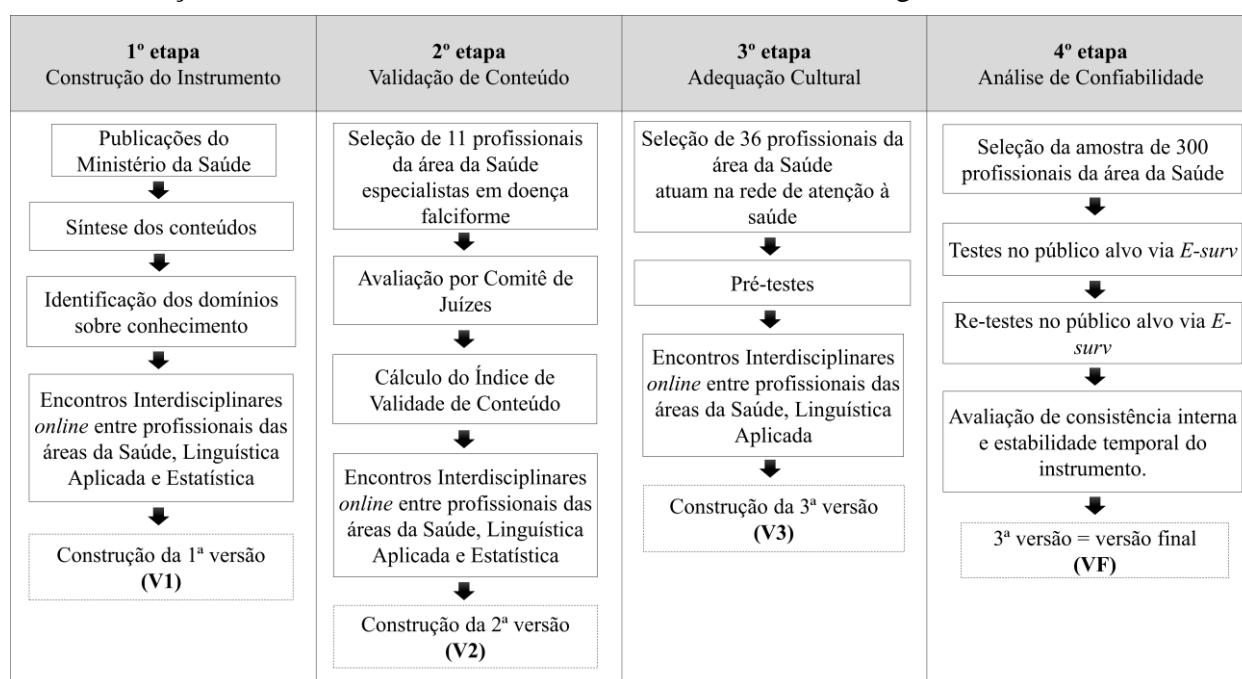 1º etapa
Construção do Instrumento
Publicações do
Ministério da Saúde
Síntese dos conteúdos
Identificação dos domínios
sobre conhecimento
Encontros Interdisciplinares
online entre profissionais das
áreas da Saúde, Linguística
Aplicada e Estatística
Construção da 1ª versão
(V1)
2º etapa
Validação de Conteúdo
Seleção de 11 profissionais
da área da Saúde
especialistas em doença
falciforme
Avaliação por Comitê de
Juízes
Cálculo do Índice de
Validade de Conteúdo
Encontros Interdisciplinares
online entre profissionais das
áreas da Saúde, Linguística
Aplicada e Estatística
Construção da 2ª versão
(V2)
3º etapa
Adequação Cultural
Seleção de 36 profissionais da
área da Saúde
atuam na rede de atenção à
saúde
Pré-testes
Encontros Interdisciplinares
online entre profissionais das
áreas da Saúde, Linguística
Aplicada
Construção da 3ª versão
(V3)
4º etapa
Análise de Confiabilidade
Seleção da amostra de 300
profissionais da área da Saúde
Testes no público alvo via E-surv
Re-testes no público alvo via E-
surv
Avaliação de consistência interna
e estabilidade temporal do
instrumento.
3ª versão = versão final
(VF)